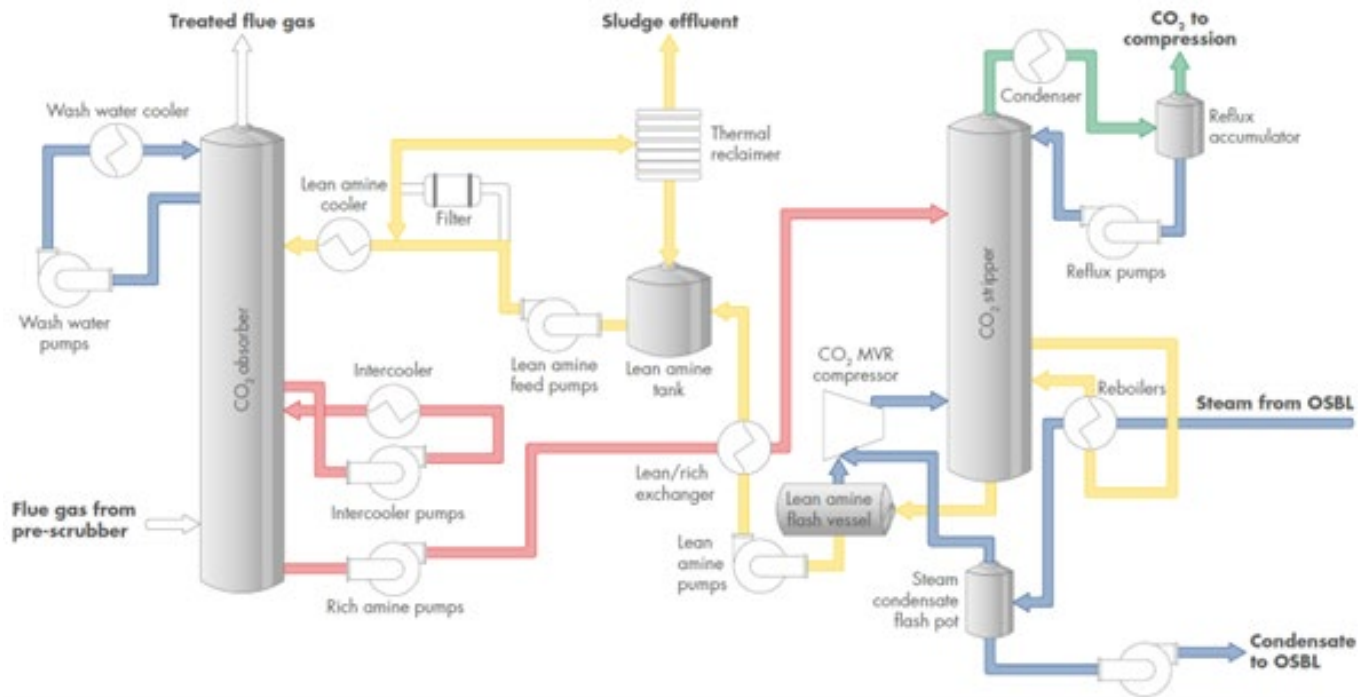 Treated flue gas
Sludge effluent
CO₂ to
compression
Wash water cooler
Condenser
Reflux
accumulator
Thermal
reclaimer
Lean amine
cooler
Filter
Reflux pumps
Wash water
pumps
CO₂ absorber
CO₂ stripper
Lean amine
feed pumps
Lean amine
tank
CO₂ MVR
compressor
Intercooler
Reboilers
Steam from OSBL
Lean/rich
exchanger
Lean amine
flash vessel
Intercooler pumps
Flue gas from
pre-scrubber
Lean
amine
pumps
Rich amine pumps
Steam
condensate
flash pot
Condensate
to OSBL